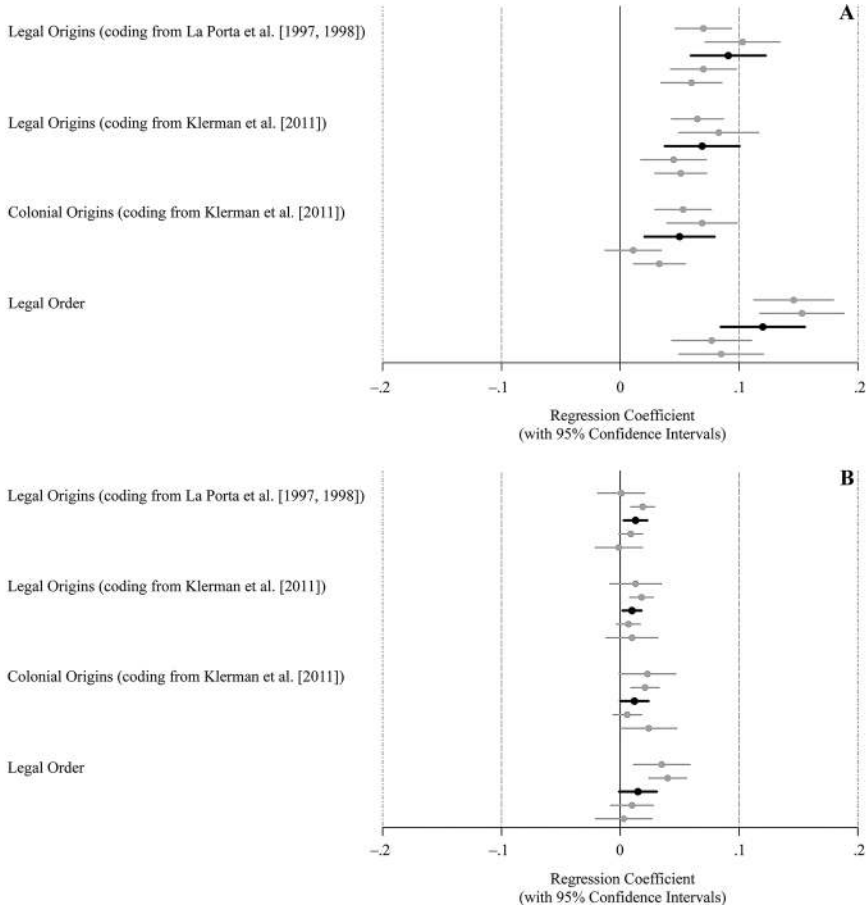 A
Legal Origins (coding from La Porta et al. [1997, 1998])
Legal Origins (coding from Klerman et al. [2011])
Colonial Origins (coding from Klerman et al. [2011])
Legal Order
–.2 –.1 0 .1 .2
Regression Coefficient
(with 95% Confidence Intervals)
B
Legal Origins (coding from La Porta et al. [1997, 1998])
Legal Origins (coding from Klerman et al. [2011])
Colonial Origins (coding from Klerman et al. [2011])
Legal Order
–.2 –.1 0 .1 .2
Regression Coefficient
(with 95% Confidence Intervals)